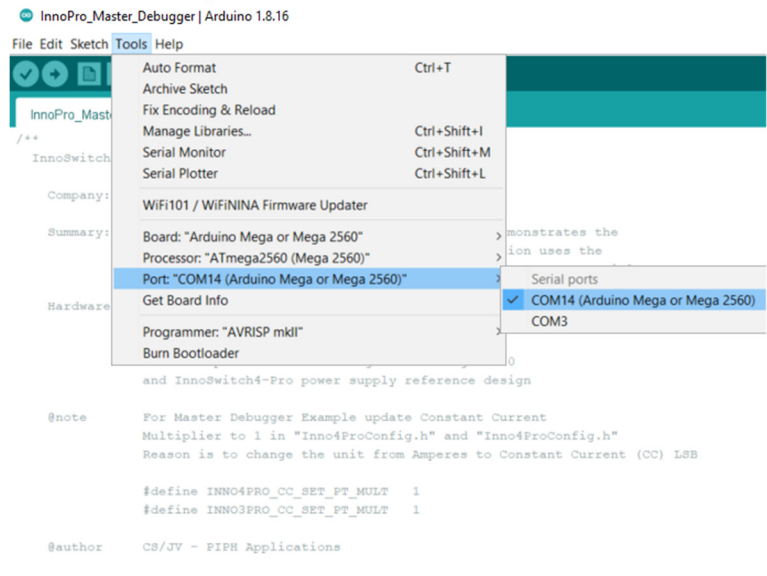 InnoPro_Master_Debugger | Arduino 1.8.16
File Edit Sketch Tools Help
Auto Format Ctrl+T
Archive Sketch
Fix Encoding & Reload
Manage Libraries... Ctrl+Shift+I
Serial Monitor Ctrl+Shift+M
Serial Plotter Ctrl+Shift+L
WiFi101 / WiFiNINA Firmware Updater
Board: "Arduino Mega or Mega 2560"
Processor: "ATmega2560 (Mega 2560)"
Port: "COM14 (Arduino Mega or Mega 2560)"
Get Board Info
Programmer: "AVRISP mkII"
Burn Bootloader
Serial ports
COM14 (Arduino Mega or Mega 2560)
COM3
InnoPro_Mast
/**
InnoSwitch
Company:
Summary: monstrates the
ion uses the
Hardware
0
and InnoSwitch4-Pro power supply reference design
@note For Master Debugger Example update Constant Current
Multiplier to 1 in "Inno4ProConfig.h" and "Inno4ProConfig.h"
Reason is to change the unit from Amperes to Constant Current (CC) LSB
#define INNO4PRO_CC_SET_PT_MULT 1
#define INNO3PRO_CC_SET_PT_MULT 1
@author CS/JV - PIPH Applications